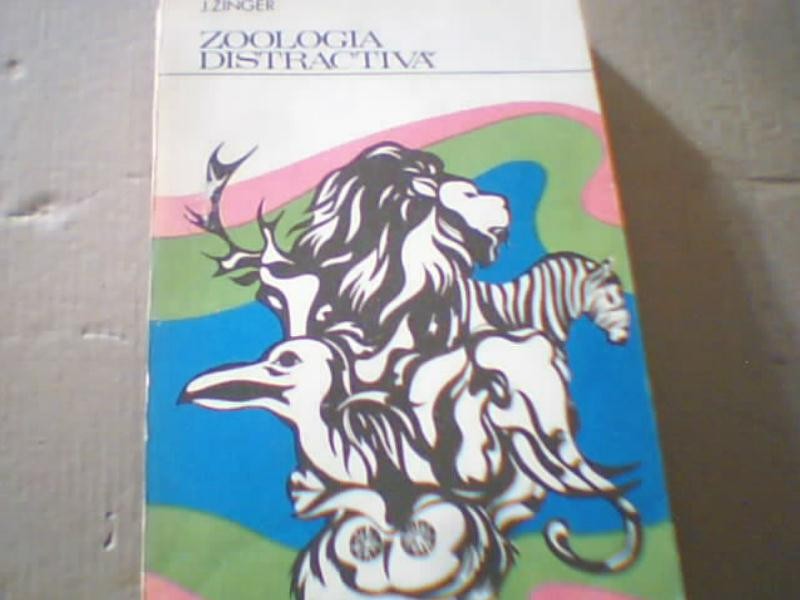 J. ZINGER
ZOOLOGIA
DISTRACTIVĂ